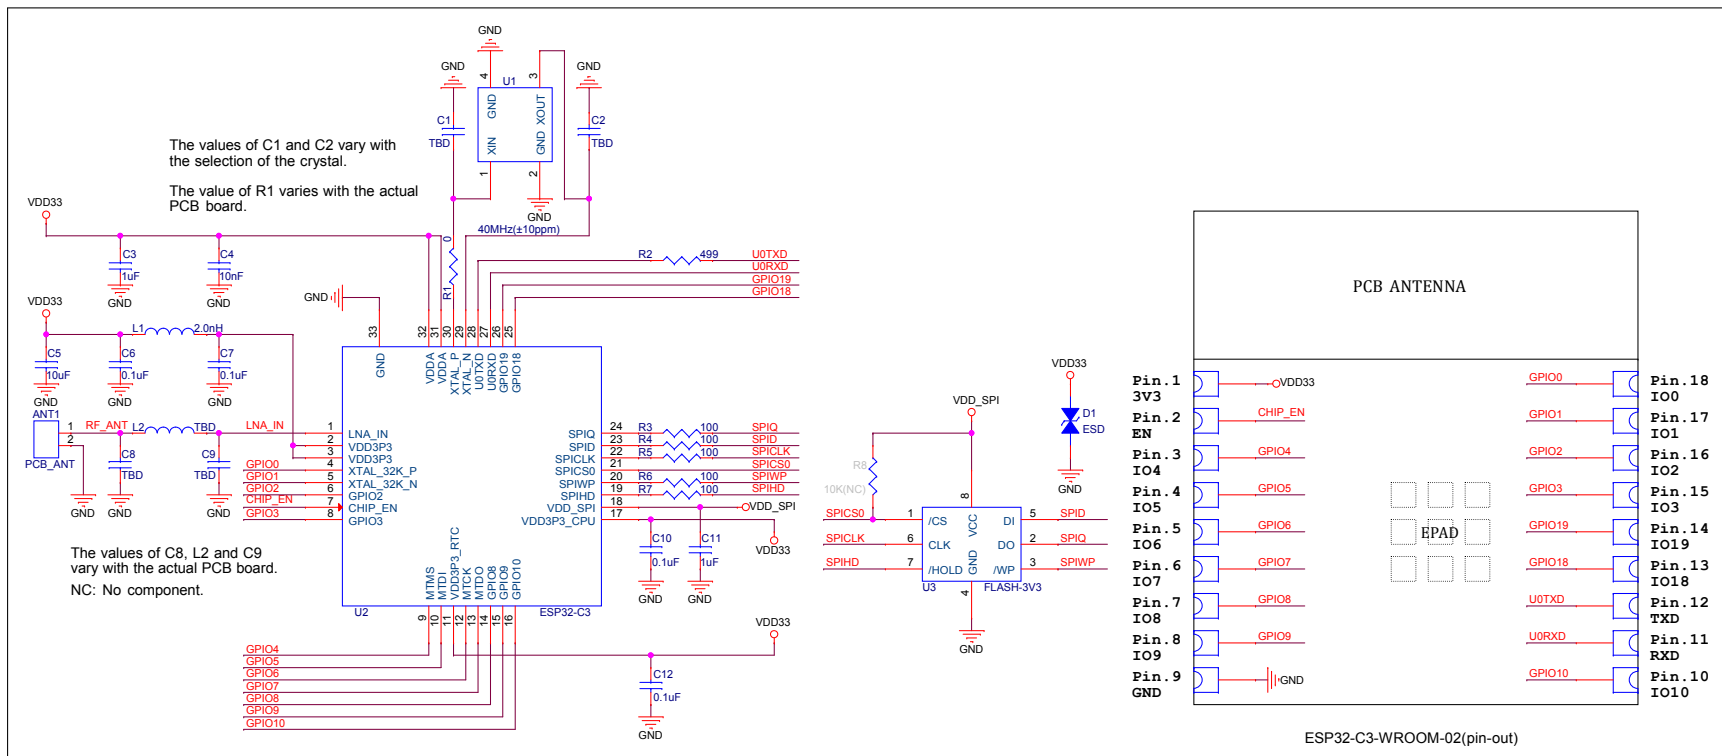 GND
GND
GND
4
3
U1
GND
XOUT
XIN
GND
1
2
GND
C1
TBD
C2
TBD
40MHz(±10ppm)
The values of C1 and C2 vary with
the selection of the crystal.
The value of R1 varies with the actual
PCB board.
VDD33
C3
1uF
GND
C4
10nF
GND
R1
0
R2
499
U0TXD
U0RXD
GPIO19
GPIO18
GND
VDD33
L1
2.0nH
C5
10uF
GND
C6
0.1uF
GND
C7
0.1uF
GND
33
32
31
30
29
28
27
26
25
GND
VDDA
VDDA
XTAL_P
XTAL_N
U0TXD
U0RXD
GPIO19
GPIO18
ANT1
1
2
PCB_ANT
RF_ANT
L2
TBD
LNA_IN
C8
TBD
C9
TBD
GND
GND
GND
GPIO0
GPIO1
GPIO2
CHIP_EN
GPIO3
1 LNA_IN
2 VDD3P3
3 VDD3P3
4 XTAL_32K_P
5 XTAL_32K_N
6 GPIO2
7 CHIP_EN
8 GPIO3
SPIQ 24 R3 100 SPIQ
SPID 23 R4 100 SPID
SPICLK 22 R5 100 SPICLK
SPICS0 21 SPICS0
SPIWP 20 R6 100 SPIWP
SPIHD 19 R7 100 SPIHD
VDD_SPI 18 VDD_SPI
VDD3P3_CPU 17
VDD33
C10
0.1uF
GND
C11
1uF
GND
The values of C8, L2 and C9
vary with the actual PCB board.
NC: No component.
MTMS
MTDI
VDD3P3_RTC
MTCK
MTDO
GPIO8
GPIO9
GPIO10
U2
ESP32-C3
9
10
11
12
13
14
15
16
GPIO4
GPIO5
GPIO6
GPIO7
GPIO8
GPIO9
GPIO10
VDD33
C12
0.1uF
GND
VDD_SPI
R8
10K(NC)
VDD33
D1
ESD
GND
SPICS0
SPICLK
SPIHD
1
6
7
/CS
CLK
/HOLD
8
VCC
GND
4
DI
DO
/WP
5
2
3
SPID
SPIQ
SPIWP
U3
FLASH-3V3
GND
PCB ANTENNA
Pin.1
3V3
VDD33
Pin.2
EN
CHIP_EN
Pin.3
IO4
GPIO4
Pin.4
IO5
GPIO5
Pin.5
IO6
GPIO6
Pin.6
IO7
GPIO7
Pin.7
IO8
GPIO8
Pin.8
IO9
GPIO9
Pin.9
GND
GND
EPAD
GPIO0
Pin.18
IO0
GPIO1
Pin.17
IO1
GPIO2
Pin.16
IO2
GPIO3
Pin.15
IO3
GPIO19
Pin.14
IO19
GPIO18
Pin.13
IO18
U0TXD
Pin.12
TXD
U0RXD
Pin.11
RXD
GPIO10
Pin.10
IO10
ESP32-C3-WROOM-02(pin-out)